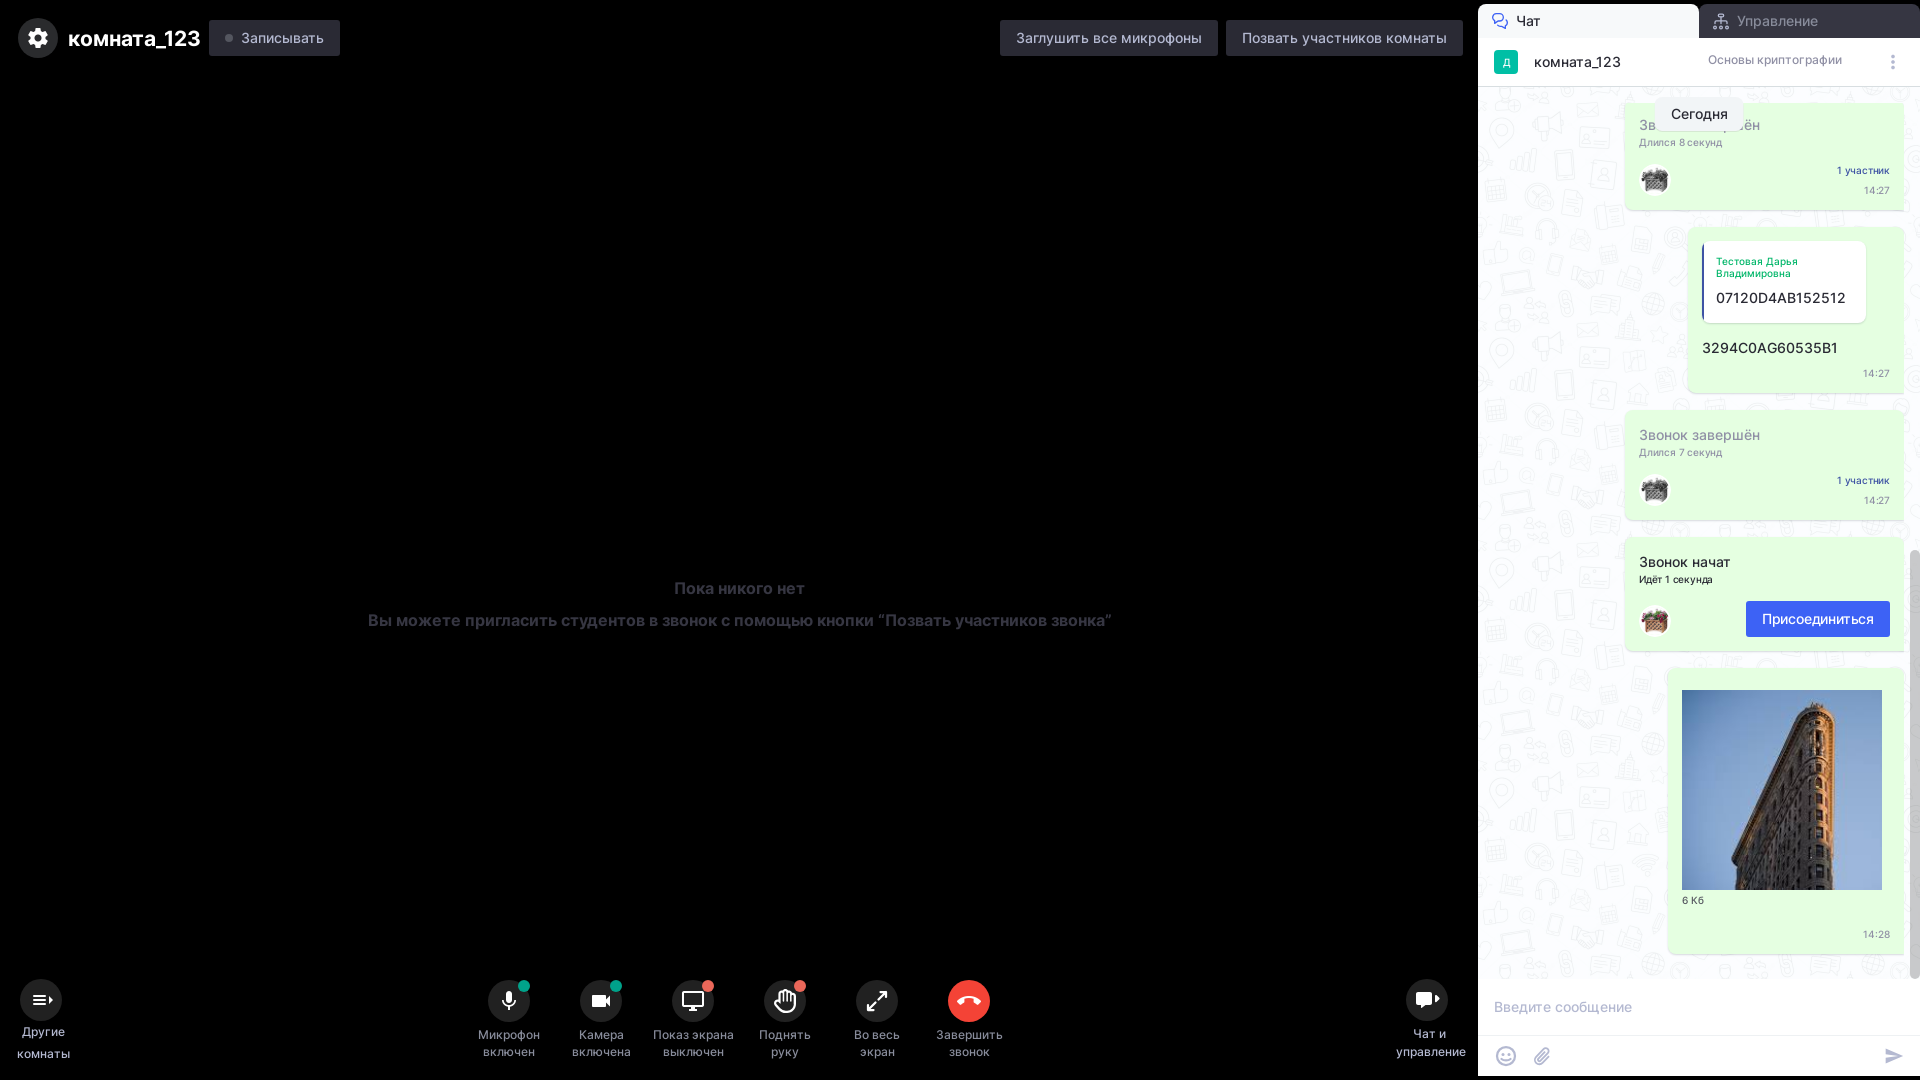 комната_123
Записывать
Заглушить все микрофоны
Позвать участников комнаты
Чат
Управление
Д
комната_123
Основы криптографии
Сегодня
Длился 8 секунд
1 участник
14:27
Тестовая Дарья
Владимировна
07120D4AB152512
3294C0AG60535B1
14:27
Звонок завершён
Длился 7 секунд
1 участник
14:27
Звонок начат
Идёт 1 секунда
Присоединиться
6 Кб
14:28
Пока никого нет
Вы можете пригласить студентов в звонок с помощью кнопки “Позвать участников звонка”
Другие
комнаты
Микрофон
включен
Камера
включена
Показ экрана
выключен
Поднять
руку
Во весь
экран
Завершить
звонок
Чат и
управление
Введите сообщение